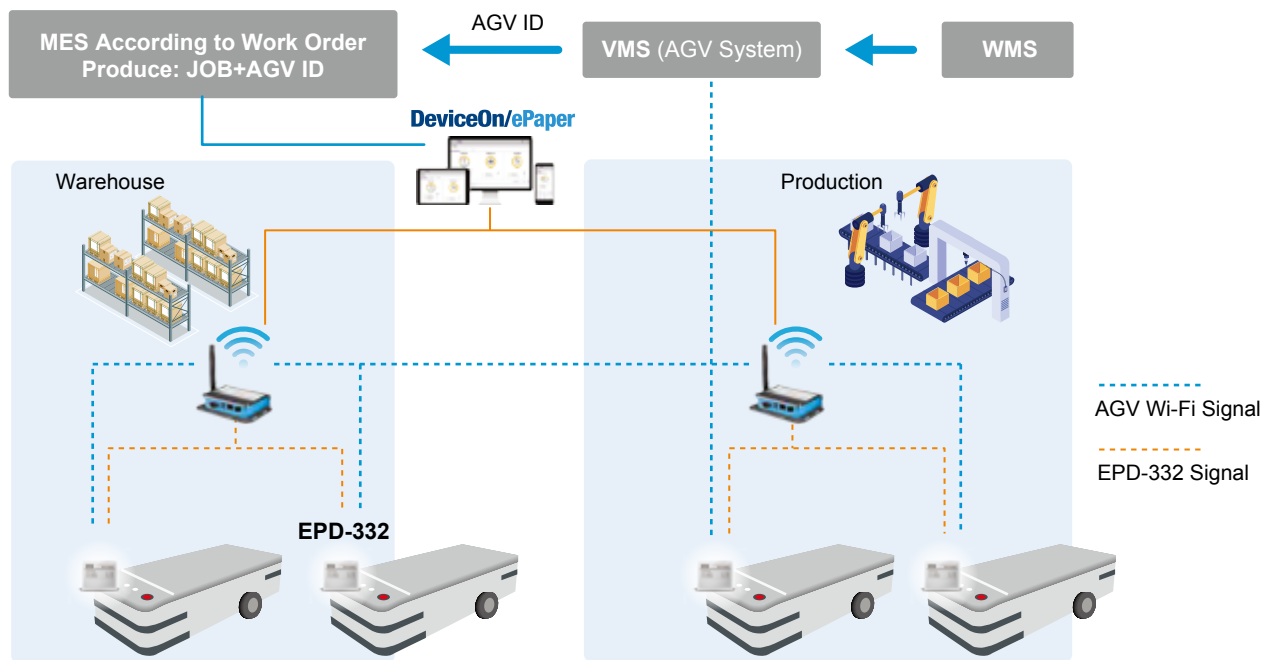 AGV ID
MES According to Work Order
Produce: JOB+AGV ID
VMS (AGV System)
WMS
DeviceOn/ePaper
Warehouse
Production
AGV Wi-Fi Signal
EPD-332 Signal
EPD-332